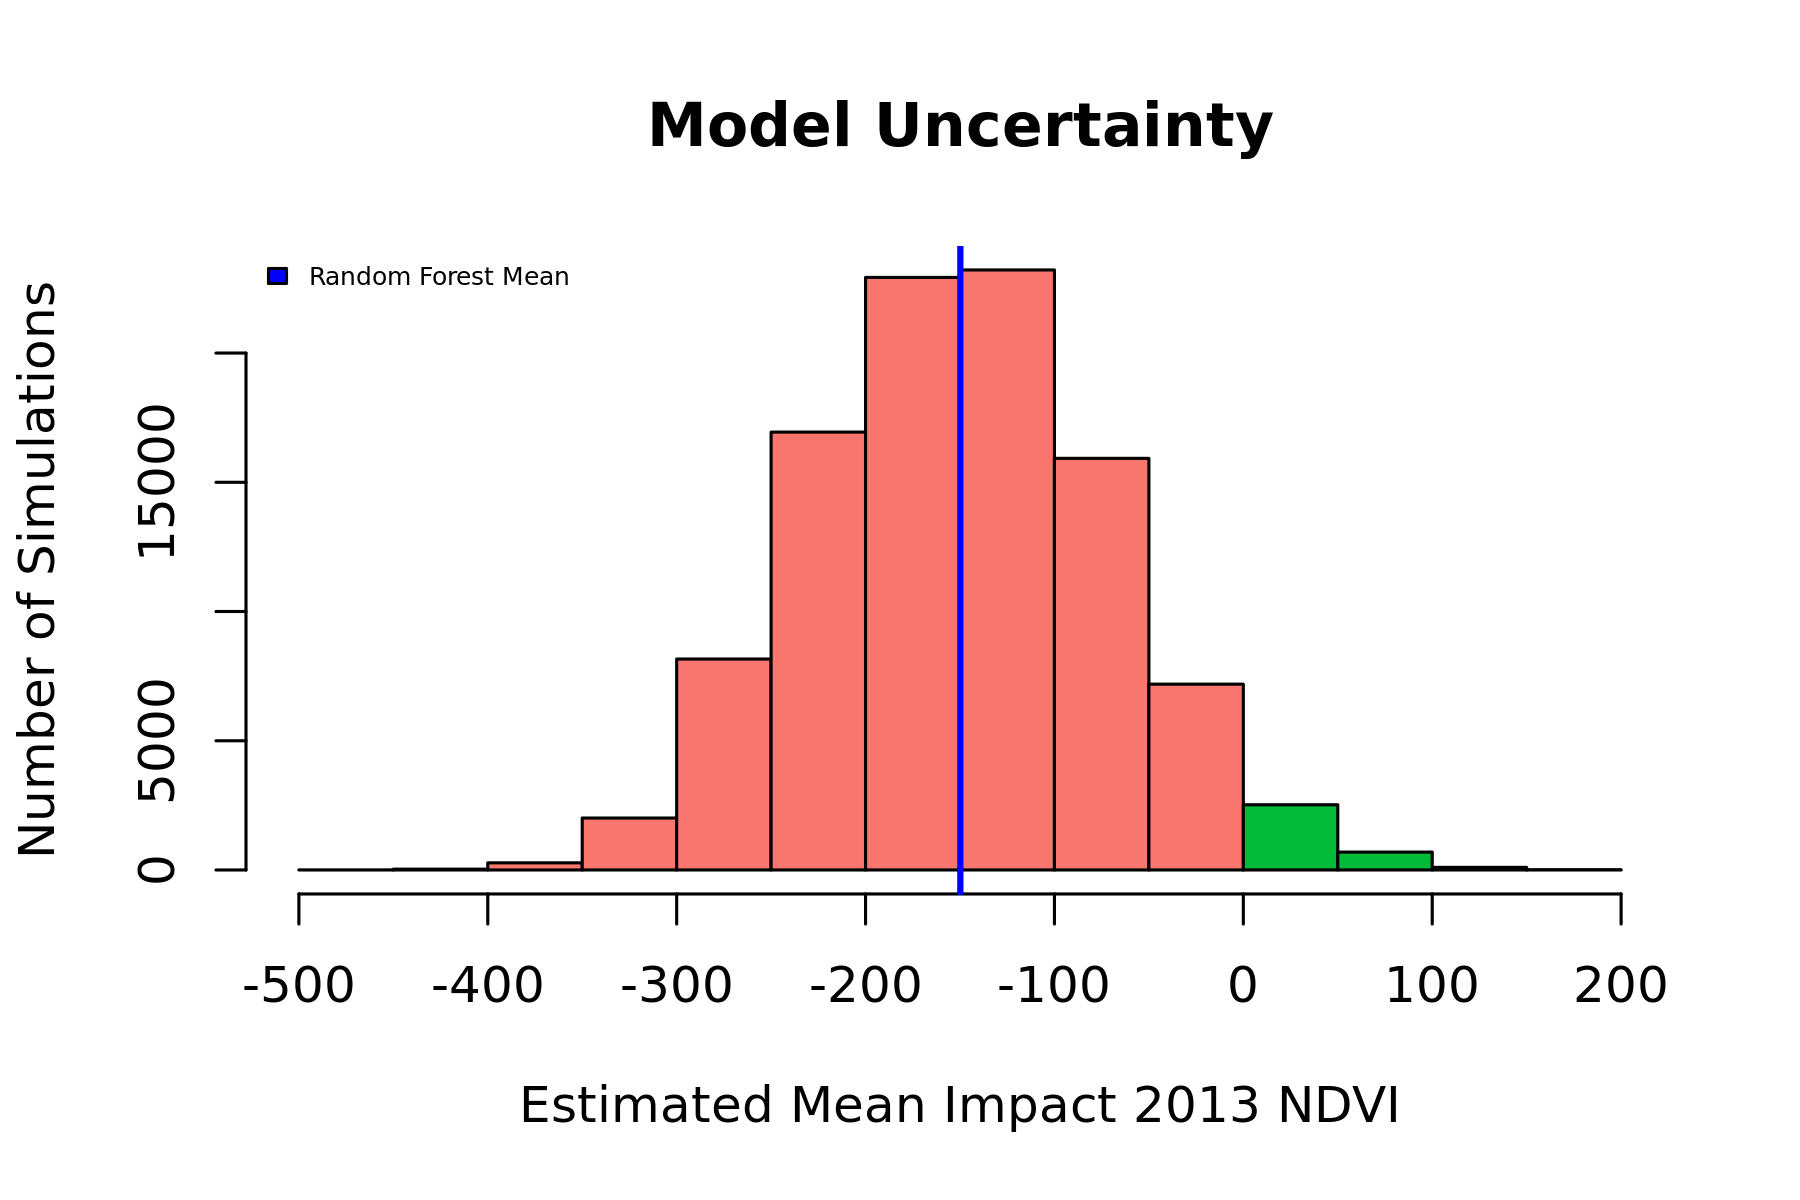 Model Uncertainty
Random Forest Mean
Number of Simulations
15000
5000
0
-500 -400 -300 -200 -100 0 100 200
Estimated Mean Impact 2013 NDVI